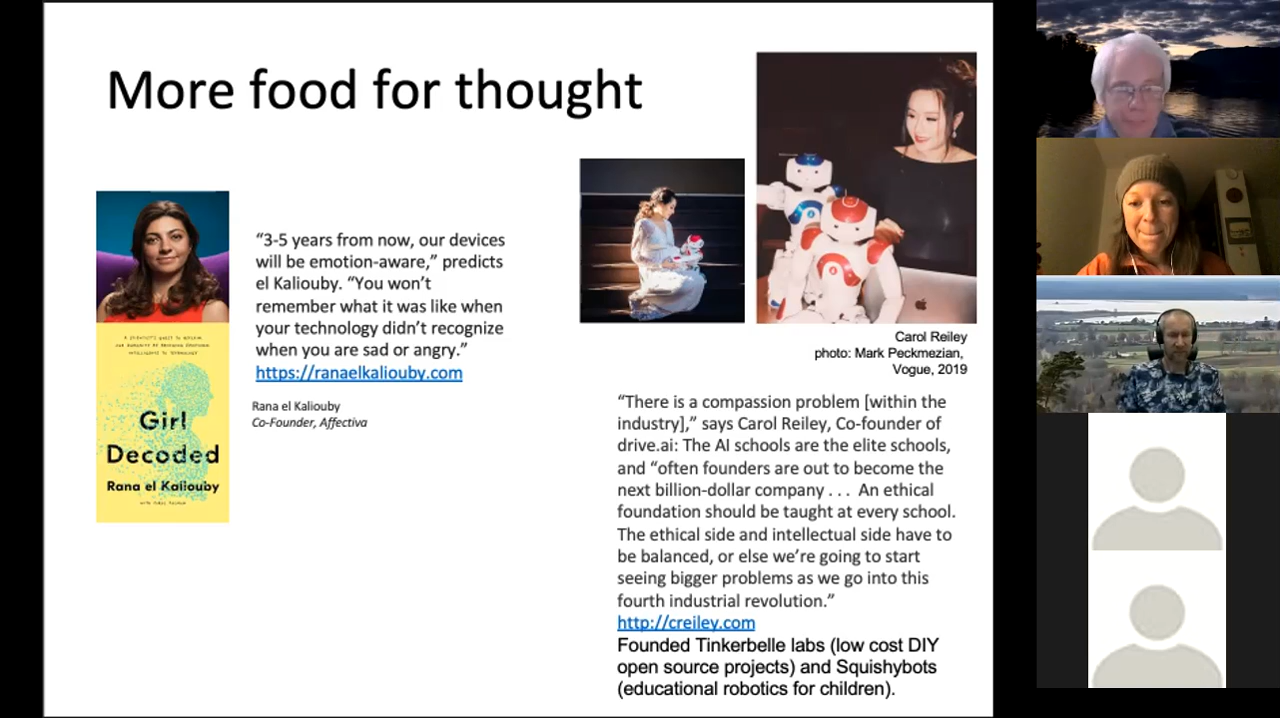 More food for thought
“3-5 years from now, our devices
will be emotion-aware,” predicts
el Kaliouby. “You won’t
remember what it was like when
your technology didn’t recognize
when you are sad or angry.”
https://ranaelkaliouby.com
Rana el Kaliouby
Co-Founder, Affectiva
Girl
Decoded
Rana el Kaliouby
Carol Reiley
photo: Mark Peckmezian,
Vogue, 2019
“There is a compassion problem [within the
industry],” says Carol Reiley, Co-founder of
drive.ai: The AI schools are the elite schools,
and “often founders are out to become the
next billion-dollar company . . .  An ethical
foundation should be taught at every school.
The ethical side and intellectual side have to
be balanced, or else we’re going to start
seeing bigger problems as we go into this
fourth industrial revolution.”
http://creiley.com
Founded Tinkerbelle labs (low cost DIY
open source projects) and Squishybots
(educational robotics for children).